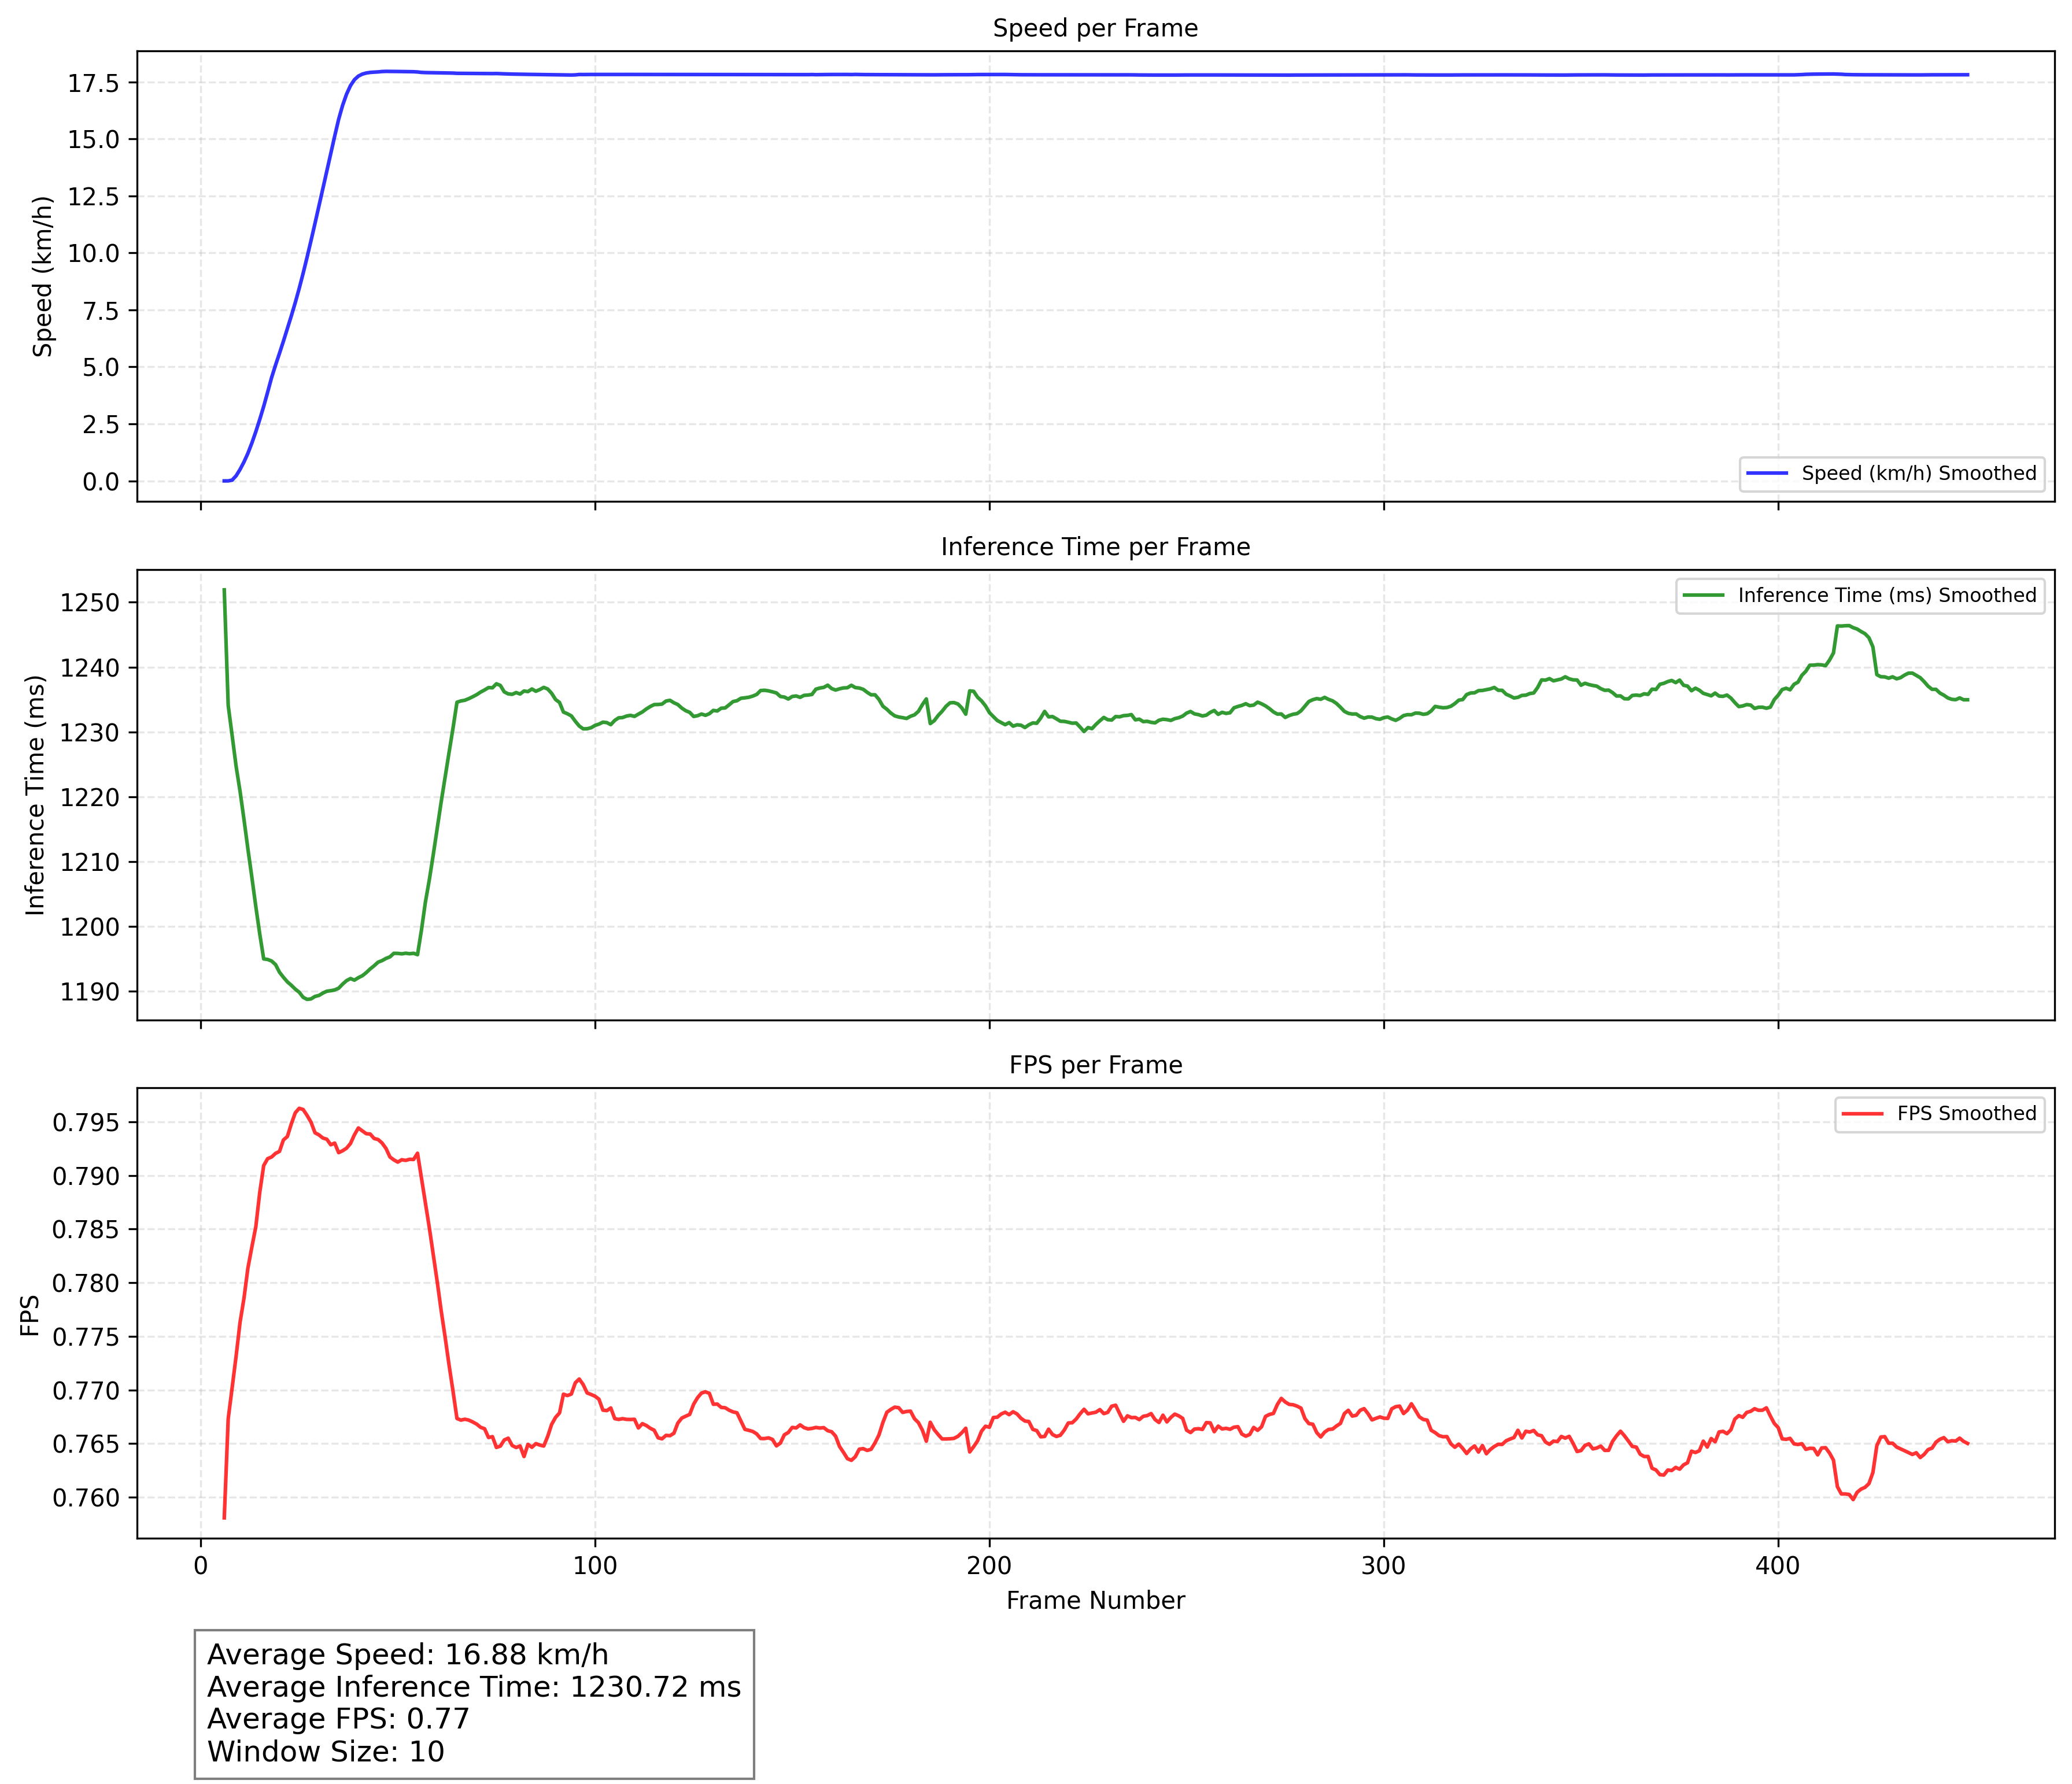 Speed per Frame
17.5
15.0
12.5
10.0
7.5
5.0
2.5
0.0
Speed (km/h)
Speed (km/h) Smoothed
Inference Time per Frame
1250
1240
1230
1220
1210
1200
1190
Inference Time (ms)
Inference Time (ms) Smoothed
FPS per Frame
0.795
0.790
0.785
0.780
0.775
0.770
0.765
0.760
FPS
FPS Smoothed
0 100 200 300 400
Frame Number
Average Speed: 16.88 km/h
Average Inference Time: 1230.72 ms
Average FPS: 0.77
Window Size: 10